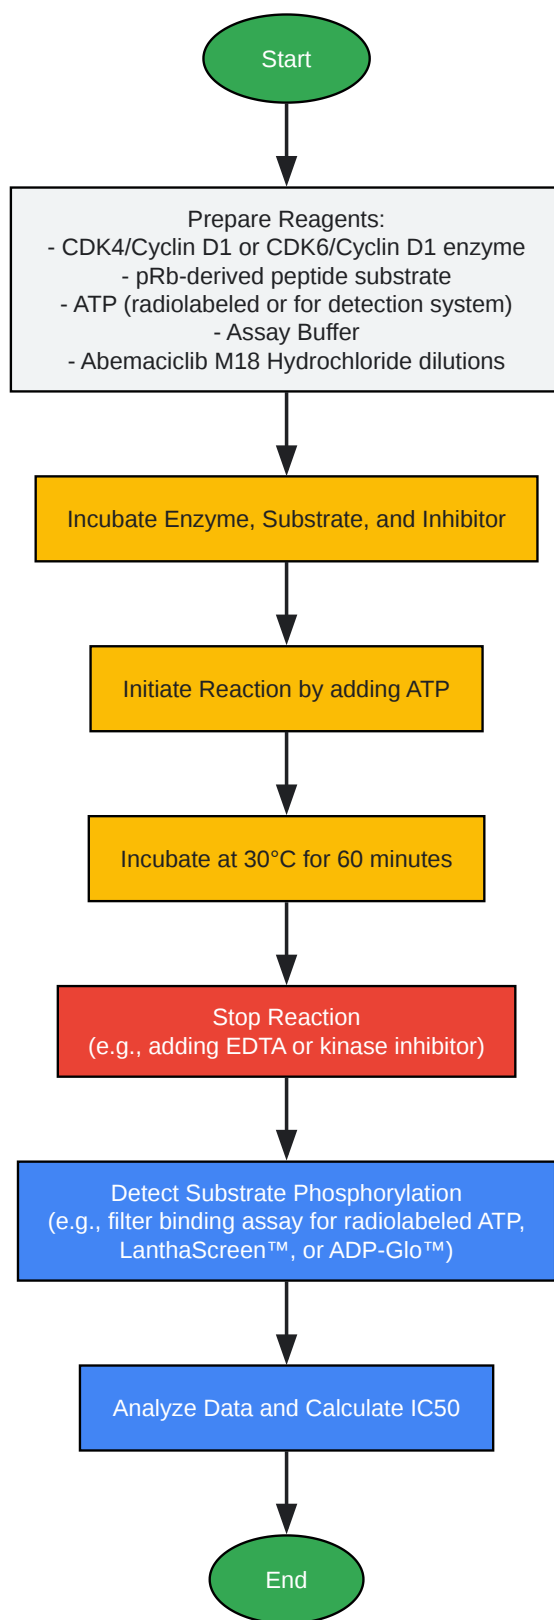 Start
Prepare Reagents:
- CDK4/Cyclin D1 or CDK6/Cyclin D1 enzyme
- pRb-derived peptide substrate
- ATP (radiolabeled or for detection system)
- Assay Buffer
- Abemaciclib M18 Hydrochloride dilutions
Incubate Enzyme, Substrate, and Inhibitor
Initiate Reaction by adding ATP
Incubate at 30°C for 60 minutes
Stop Reaction
(e.g., adding EDTA or kinase inhibitor)
Detect Substrate Phosphorylation
(e.g., filter binding assay for radiolabeled ATP,
LanthaScreen™, or ADP-Glo™)
Analyze Data and Calculate IC50
End